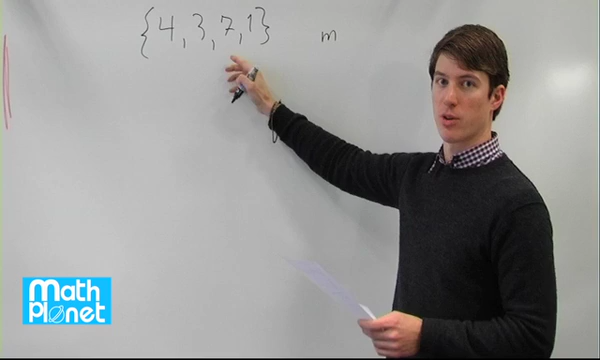 {4, 3, 7, 1} m
math
planet